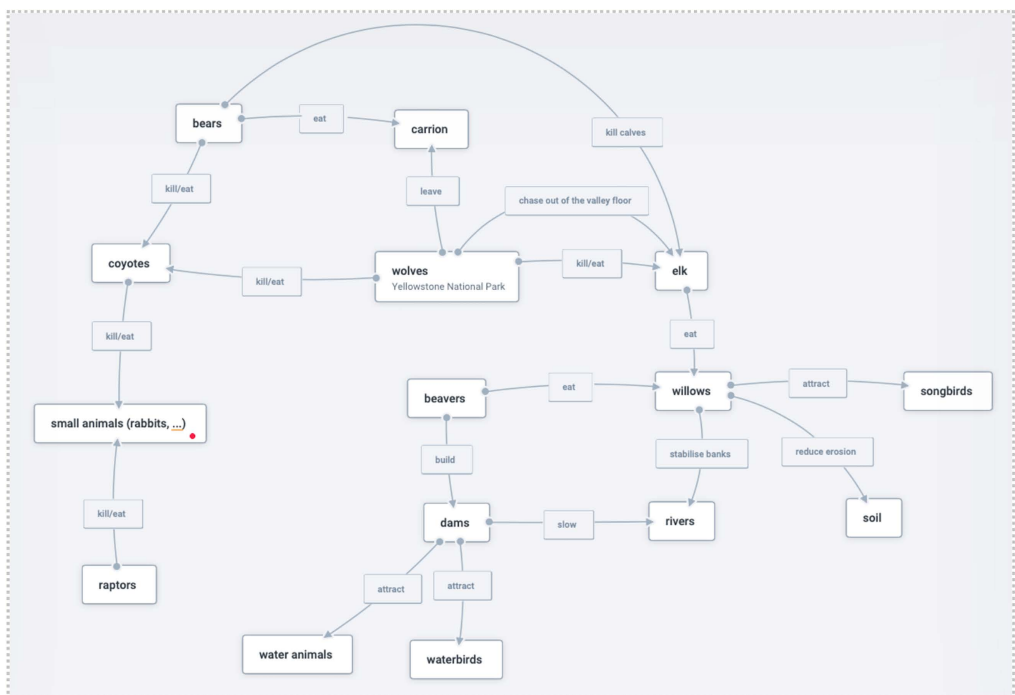 bears
eat
carrion
kill calves
kill/eat
leave
chase out of the valley floor
coyotes
kill/eat
wolves
Yellowstone National Park
kill/eat
elk
kill/eat
eat
beavers
eat
willows
attract
songbirds
small animals (rabbits, ...)
build
stabilise banks
reduce erosion
kill/eat
dams
slow
rivers
soil
raptors
attract
attract
water animals
waterbirds